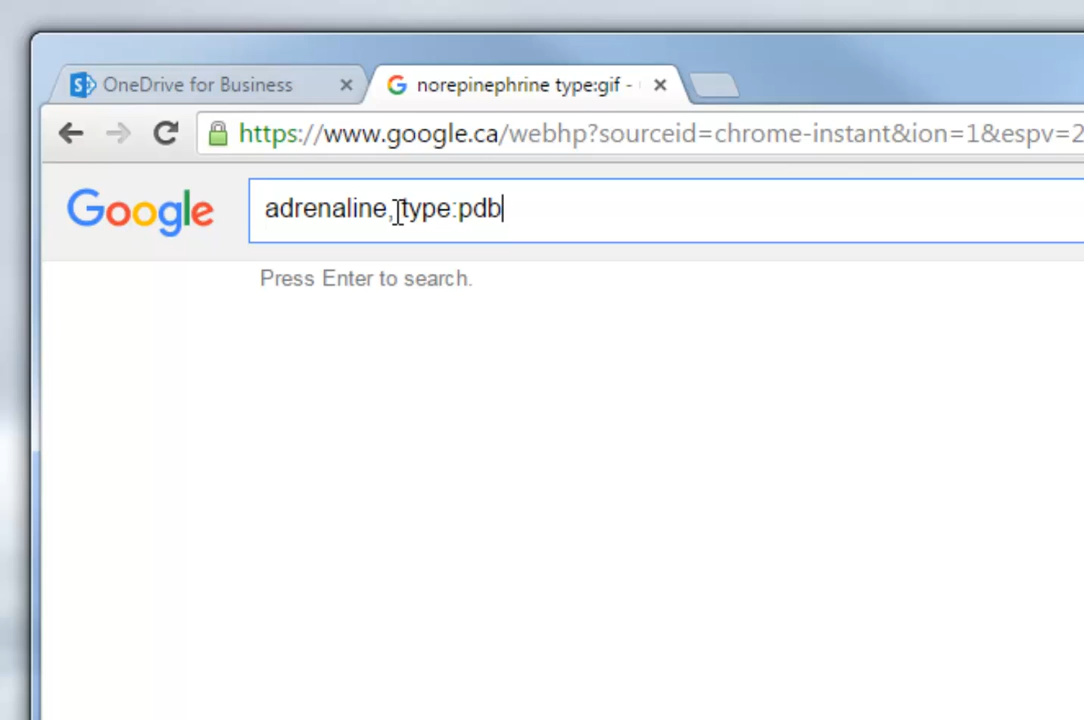 OneDrive for Business
norepinephrine type:gif -
https://www.google.ca/webhp?sourceid=chrome-instant&ion=1&espv=2
Google
adrenaline, type:pdb
Press Enter to search.